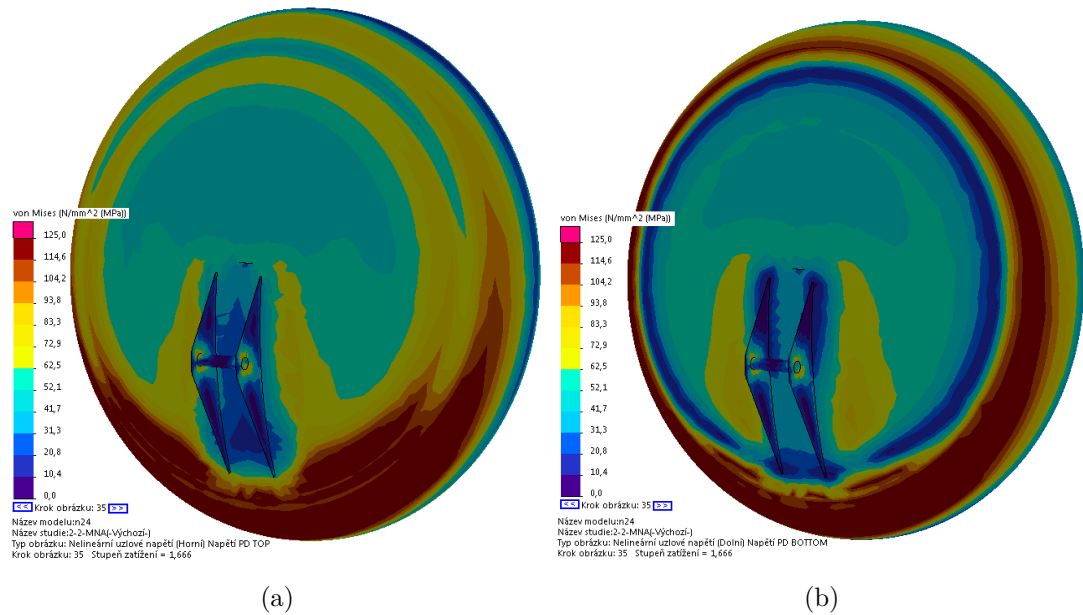 von Mises (N/mm^2 (MPa))
125,0
114,6
104,2
93,8
83,3
72,9
62,5
52,1
41,7
31,3
20,8
10,4
0,0
<< Krok obrázku: 35 >>
Název modelu:n24
Název studie:2-2-MNA(-Výchozí-)
Typ obrázku: Nelineární uzlové napětí (Horní) Napětí PD TOP
Krok obrázku: 35 Stupeň zatížení = 1,666
(a)
von Mises (N/mm^2 (MPa))
125,0
114,6
104,2
93,8
83,3
72,9
62,5
52,1
41,7
31,3
20,8
10,4
0,0
<< Krok obrázku: 35 >>
Název modelu:n24
Název studie:2-2-MNA(-Výchozí-)
Typ obrázku: Nelineární uzlové napětí (Dolní) Napětí PD BOTTOM
Krok obrázku: 35 Stupeň zatížení = 1,666
(b)